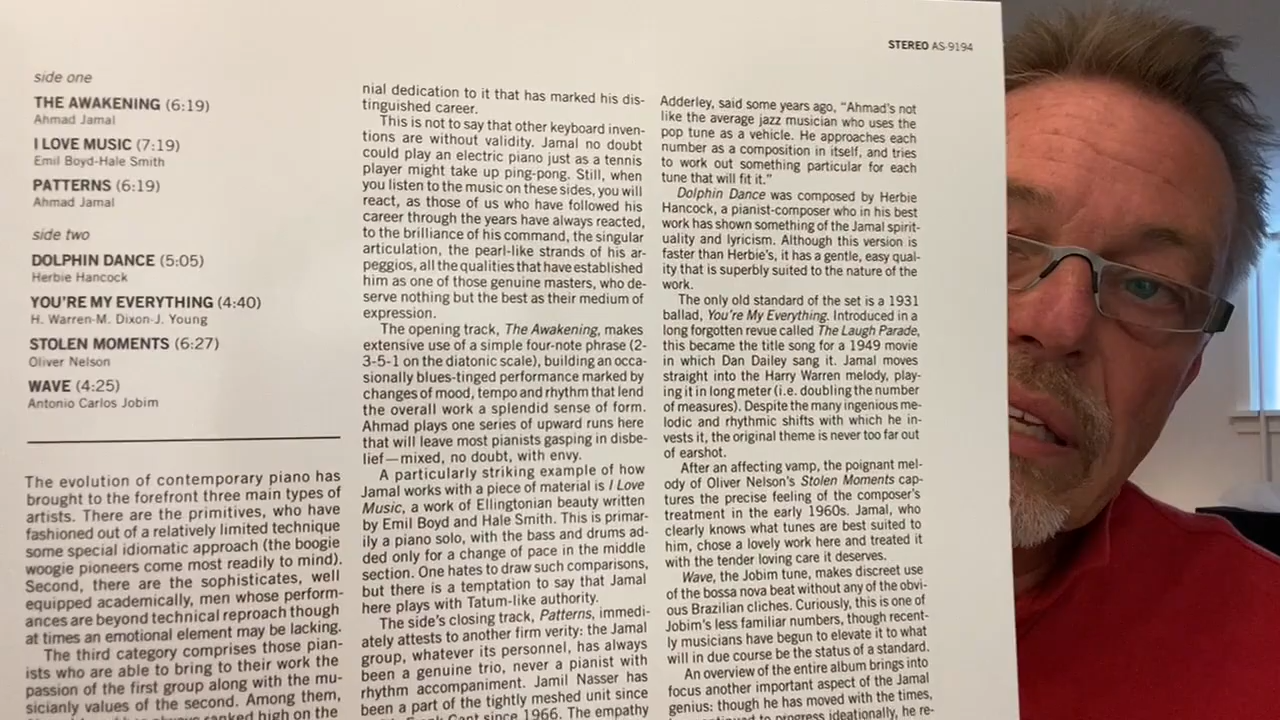 STEREO AS-9194
side one
THE AWAKENING (6:19)
Ahmad Jamal
I LOVE MUSIC (7:19)
Emil Boyd-Hale Smith
PATTERNS (6:19)
Ahmad Jamal
side two
DOLPHIN DANCE (5:05)
Herbie Hancock
YOU'RE MY EVERYTHING (4:40)
H. Warren-M. Dixon-J. Young
STOLEN MOMENTS (6:27)
Oliver Nelson
WAVE (4:25)
Antonio Carlos Jobim
The evolution of contemporary piano has
brought to the forefront three main types of
artists. There are the primitives, who have
fashioned out of a relatively limited technique
some special idiomatic approach (the boogie
woogie pioneers come most readily to mind).
Second, there are the sophisticates, well
equipped academically, men whose perform-
ances are beyond technical reproach though
at times an emotional element may be lacking.
The third category comprises those pian-
ists who are able to bring to their work the
passion of the first group along with the mu-
sicianly values of the second. Among them,
ranked high on the
nial dedication to it that has marked his dis-
tinguished career.
This is not to say that other keyboard inven-
tions are without validity. Jamal no doubt
could play an electric piano just as a tennis
player might take up ping-pong. Still, when
you listen to the music on these sides, you will
react, as those of us who have followed his
career through the years have always reacted,
to the brilliance of his command, the singular
articulation, the pearl-like strands of his ar-
peggios, all the qualities that have established
him as one of those genuine masters, who de-
serve nothing but the best as their medium of
expression.
The opening track, The Awakening, makes
extensive use of a simple four-note phrase (2-
3-5-1 on the diatonic scale), building an occa-
sionally blues-tinged performance marked by
changes of mood, tempo and rhythm that lend
the overall work a splendid sense of form.
Ahmad plays one series of upward runs here
that will leave most pianists gasping in disbe-
lief—mixed, no doubt, with envy.
A particularly striking example of how
Jamal works with a piece of material is I Love
Music, a work of Ellingtonian beauty written
by Emil Boyd and Hale Smith. This is primar-
ily a piano solo, with the bass and drums ad-
ded only for a change of pace in the middle
section. One hates to draw such comparisons,
but there is a temptation to say that Jamal
here plays with Tatum-like authority.
The side's closing track, Patterns, immedi-
ately attests to another firm verity: the Jamal
group, whatever its personnel, has always
been a genuine trio, never a pianist with
rhythm accompaniment. Jamil Nasser has
been a part of the tightly meshed unit since
since 1966. The empathy
Adderley, said some years ago, “Ahmad's not
like the average jazz musician who uses the
pop tune as a vehicle. He approaches each
number as a composition in itself, and tries
to work out something particular for each
tune that will fit it.”
Dolphin Dance was composed by Herbie
Hancock, a pianist-composer who in his best
work has shown something of the Jamal spirit-
uality and lyricism. Although this version is
faster than Herbie's, it has a gentle, easy qual-
ity that is superbly suited to the nature of the
work.
The only old standard of the set is a 1931
ballad, You're My Everything. Introduced in a
long forgotten revue called The Laugh Parade,
this became the title song for a 1949 movie
in which Dan Dailey sang it. Jamal moves
straight into the Harry Warren melody, play-
ing it in long meter (i.e. doubling the number
of measures). Despite the many ingenious me-
lodic and rhythmic shifts with which he in-
vests it, the original theme is never too far out
of earshot.
After an affecting vamp, the poignant mel-
ody of Oliver Nelson's Stolen Moments cap-
tures the precise feeling of the composer's
treatment in the early 1960s. Jamal, who
clearly knows what tunes are best suited to
him, chose a lovely work here and treated it
with the tender loving care it deserves.
Wave, the Jobim tune, makes discreet use
of the bossa nova beat without any of the obvi-
ous Brazilian cliches. Curiously, this is one of
Jobim's less familiar numbers, though recent-
ly musicians have begun to elevate it to what
will in due course be the status of a standard.
An overview of the entire album brings into
focus another important aspect of the Jamal
genius: though he has moved with the times,
to progress ideationally, he re-